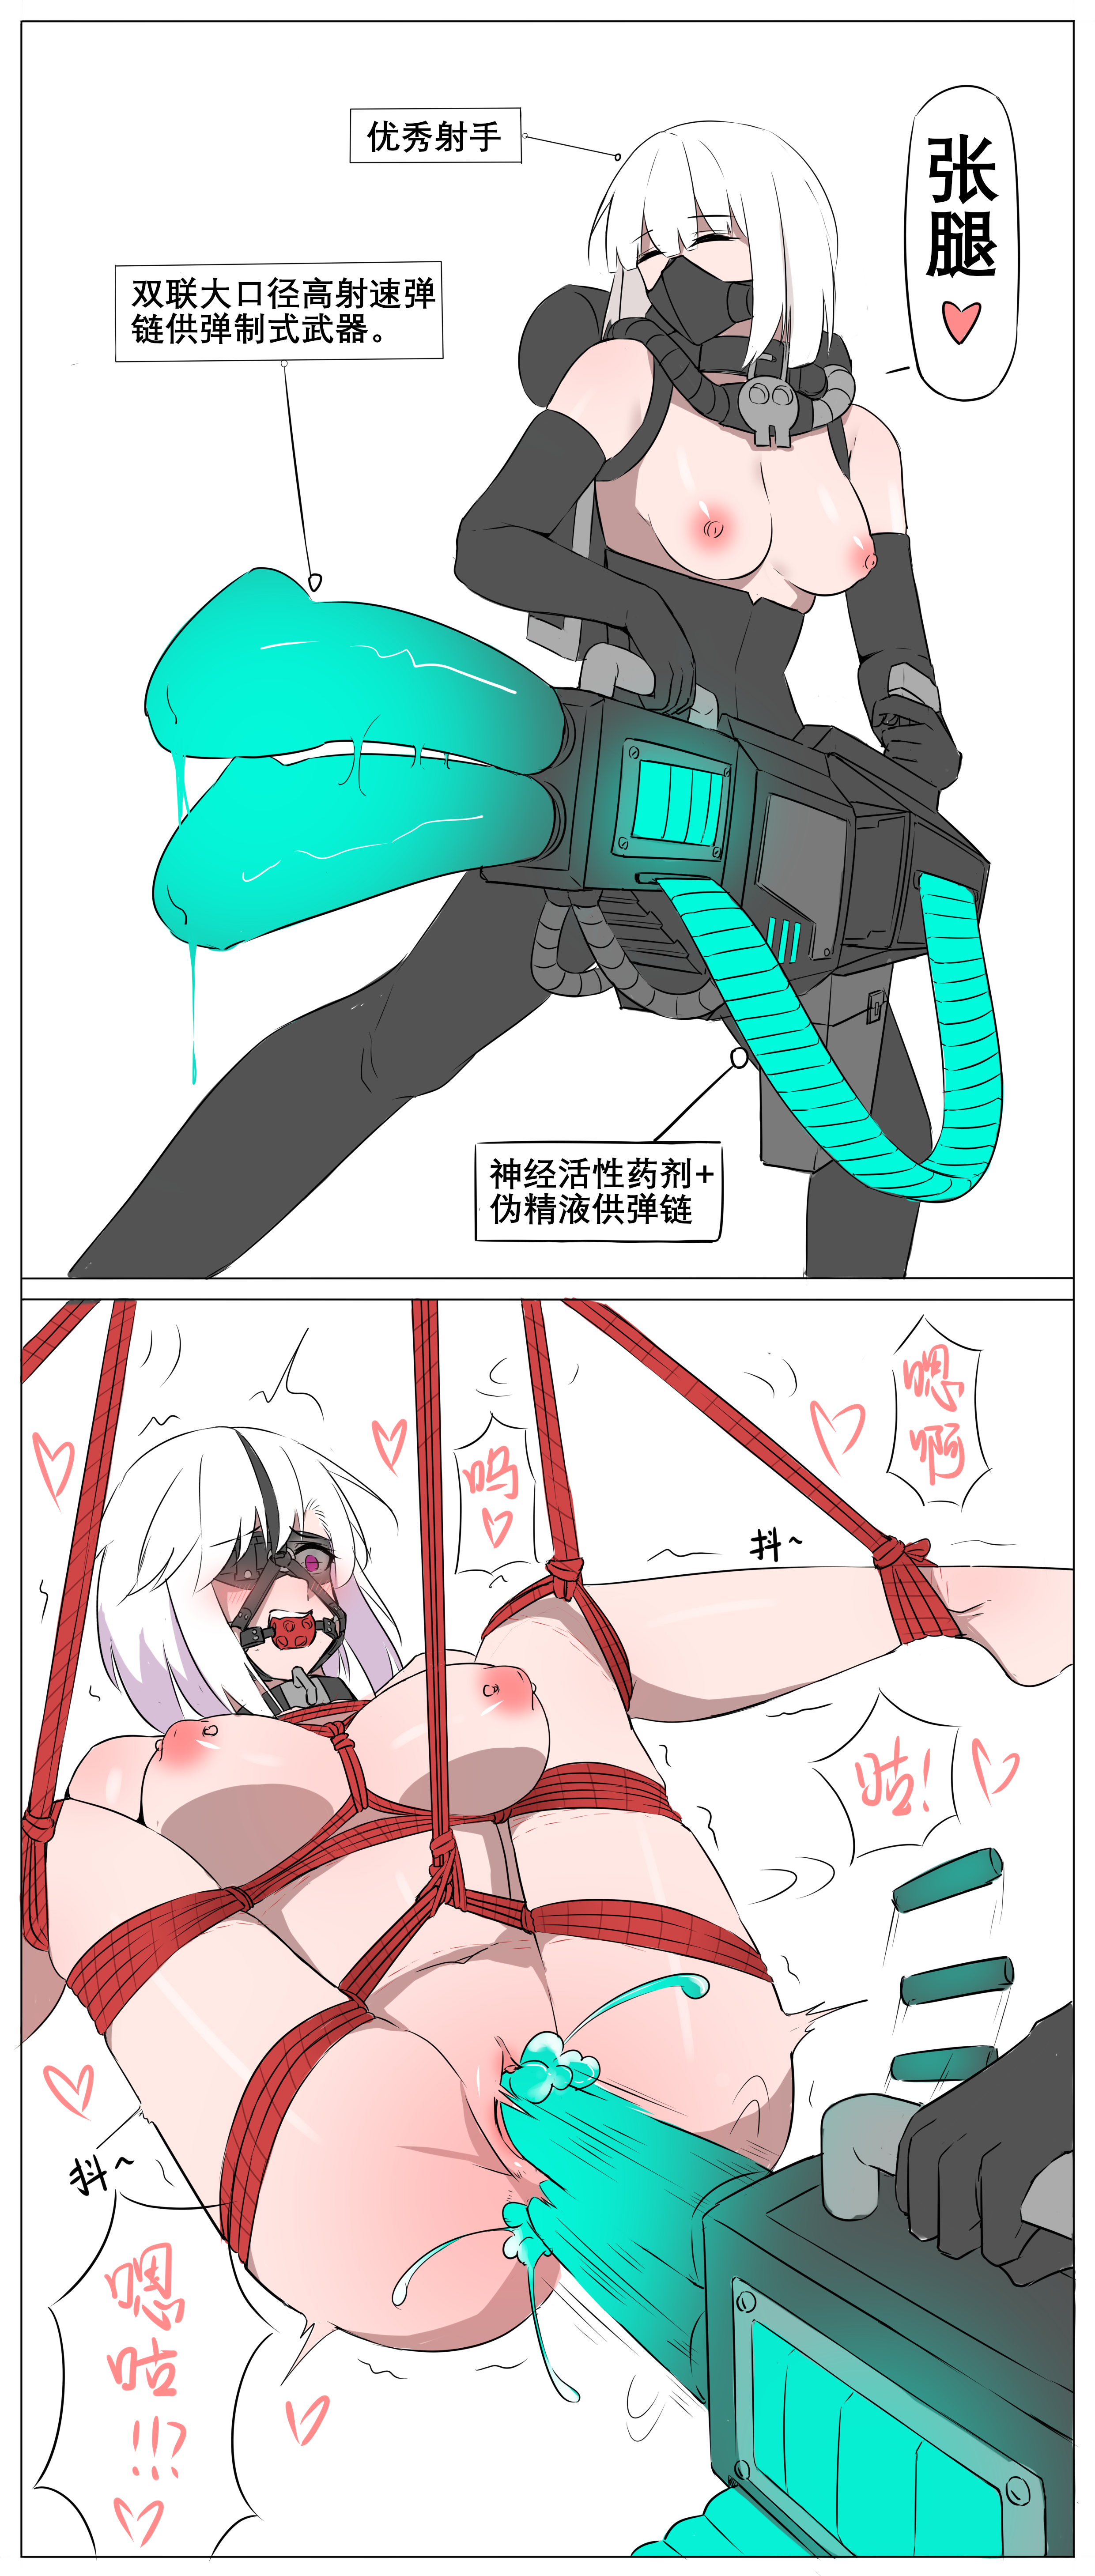 优秀射手
张腿
双联大口径高射速弹
链供弹制式武器。
神经活性药剂+
伪精液供弹链
嗯啊
呜
抖~
咕!
抖~
嗯咕!!?